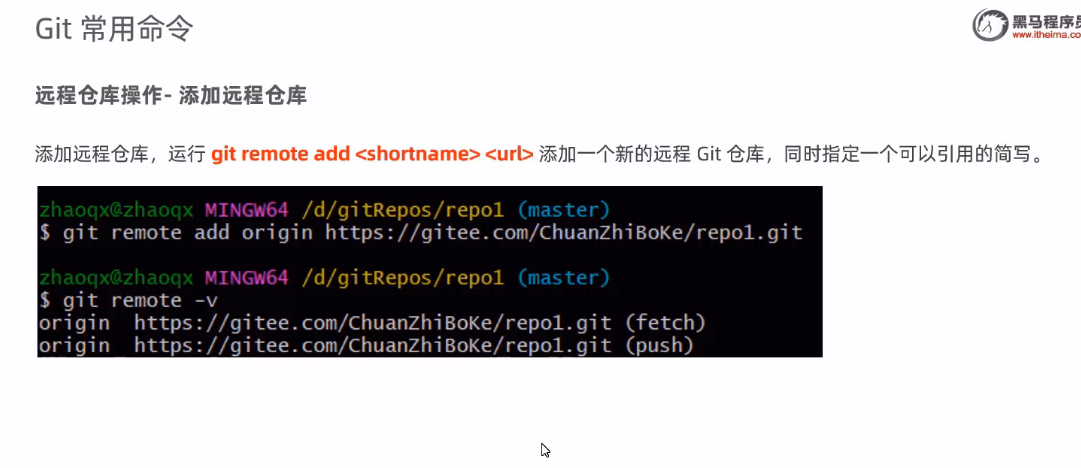 Git 常用命令
黑马程序员
www.itheima.co
远程仓库操作- 添加远程仓库
添加远程仓库，运行 git remote add <shortname> <url> 添加一个新的远程 Git 仓库，同时指定一个可以引用的简写。
zhaoqx@zhaoqx MINGW64 /d/gitRepos/repo1 (master)
$ git remote add origin https://gitee.com/ChuanZhiBoKe/repo1.git
zhaoqx@zhaoqx MINGW64 /d/gitRepos/repo1 (master)
$ git remote -v
origin  https://gitee.com/ChuanZhiBoKe/repo1.git (fetch)
origin  https://gitee.com/ChuanZhiBoKe/repo1.git (push)